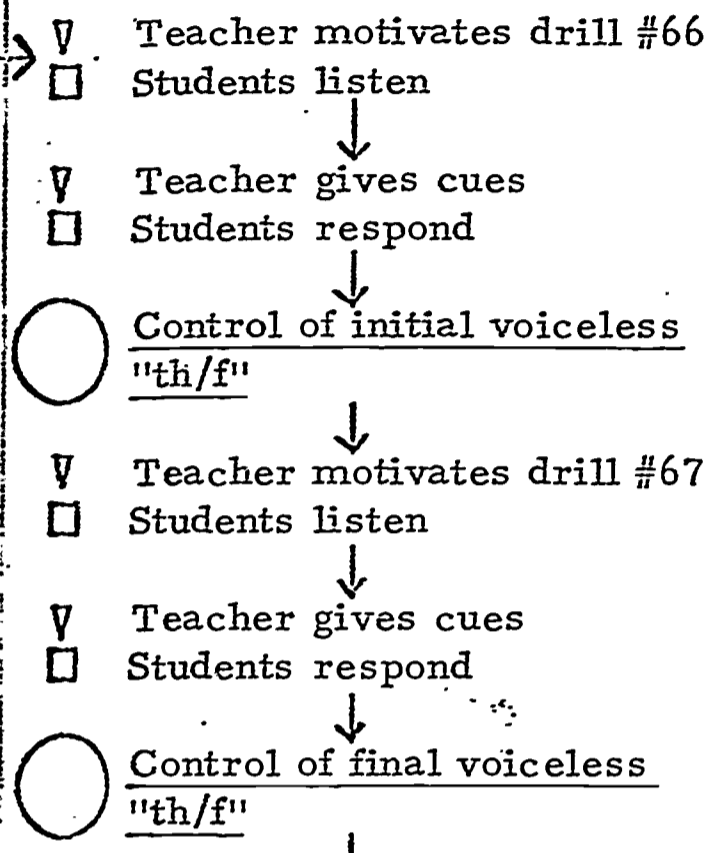 Teacher motivates drill #66
Students listen
Teacher gives cues
Students respond
Control of initial voiceless
"th/f"
Teacher motivates drill #67
Students listen
Teacher gives cues
Students respond
Control of final voiceless
"th/f"